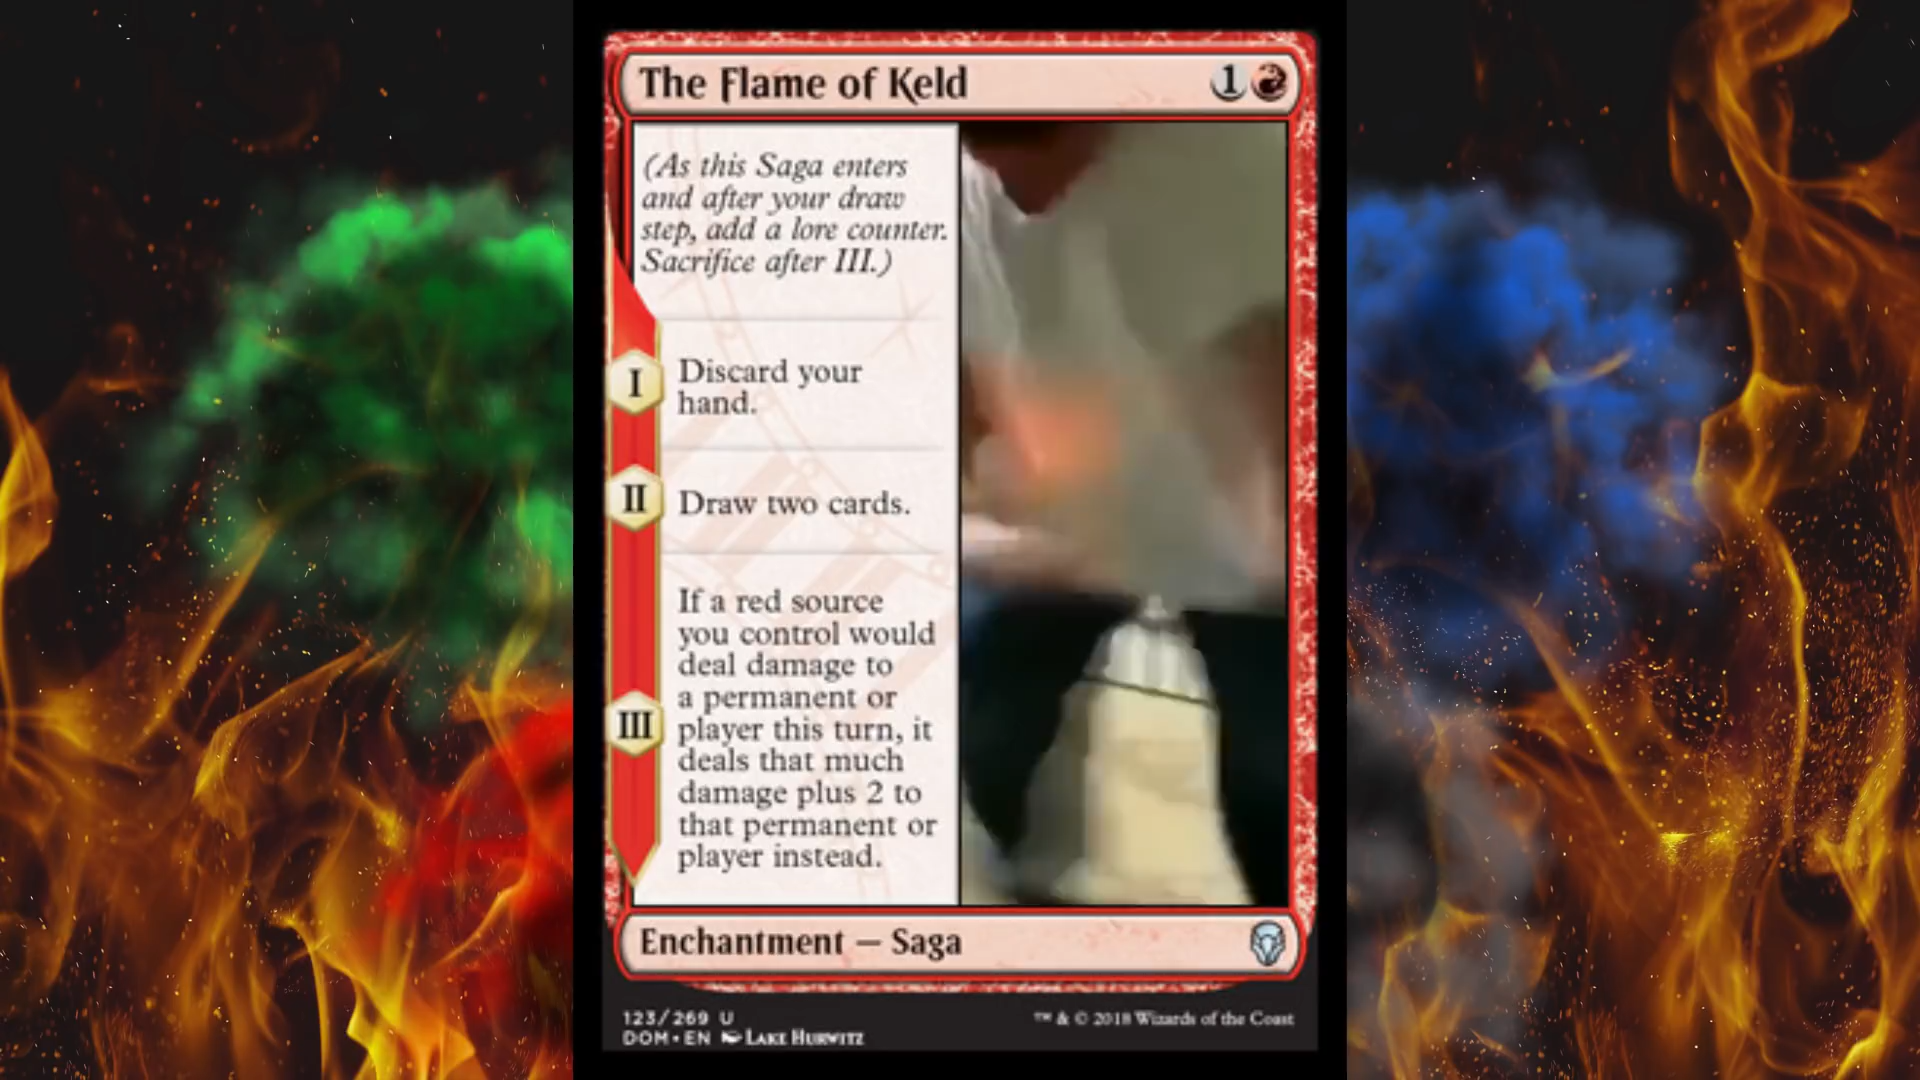 The Flame of Keld
1
(As this Saga enters
and after your draw
step, add a lore counter.
Sacrifice after III.)
I
Discard your
hand.
II
Draw two cards.
III
If a red source
you control would
deal damage to
a permanent or
player this turn, it
deals that much
damage plus 2 to
that permanent or
player instead.
Enchantment — Saga
123/269 U
DOM • EN Lake Hurwitz
™ & © 2018 Wizards of the Coast